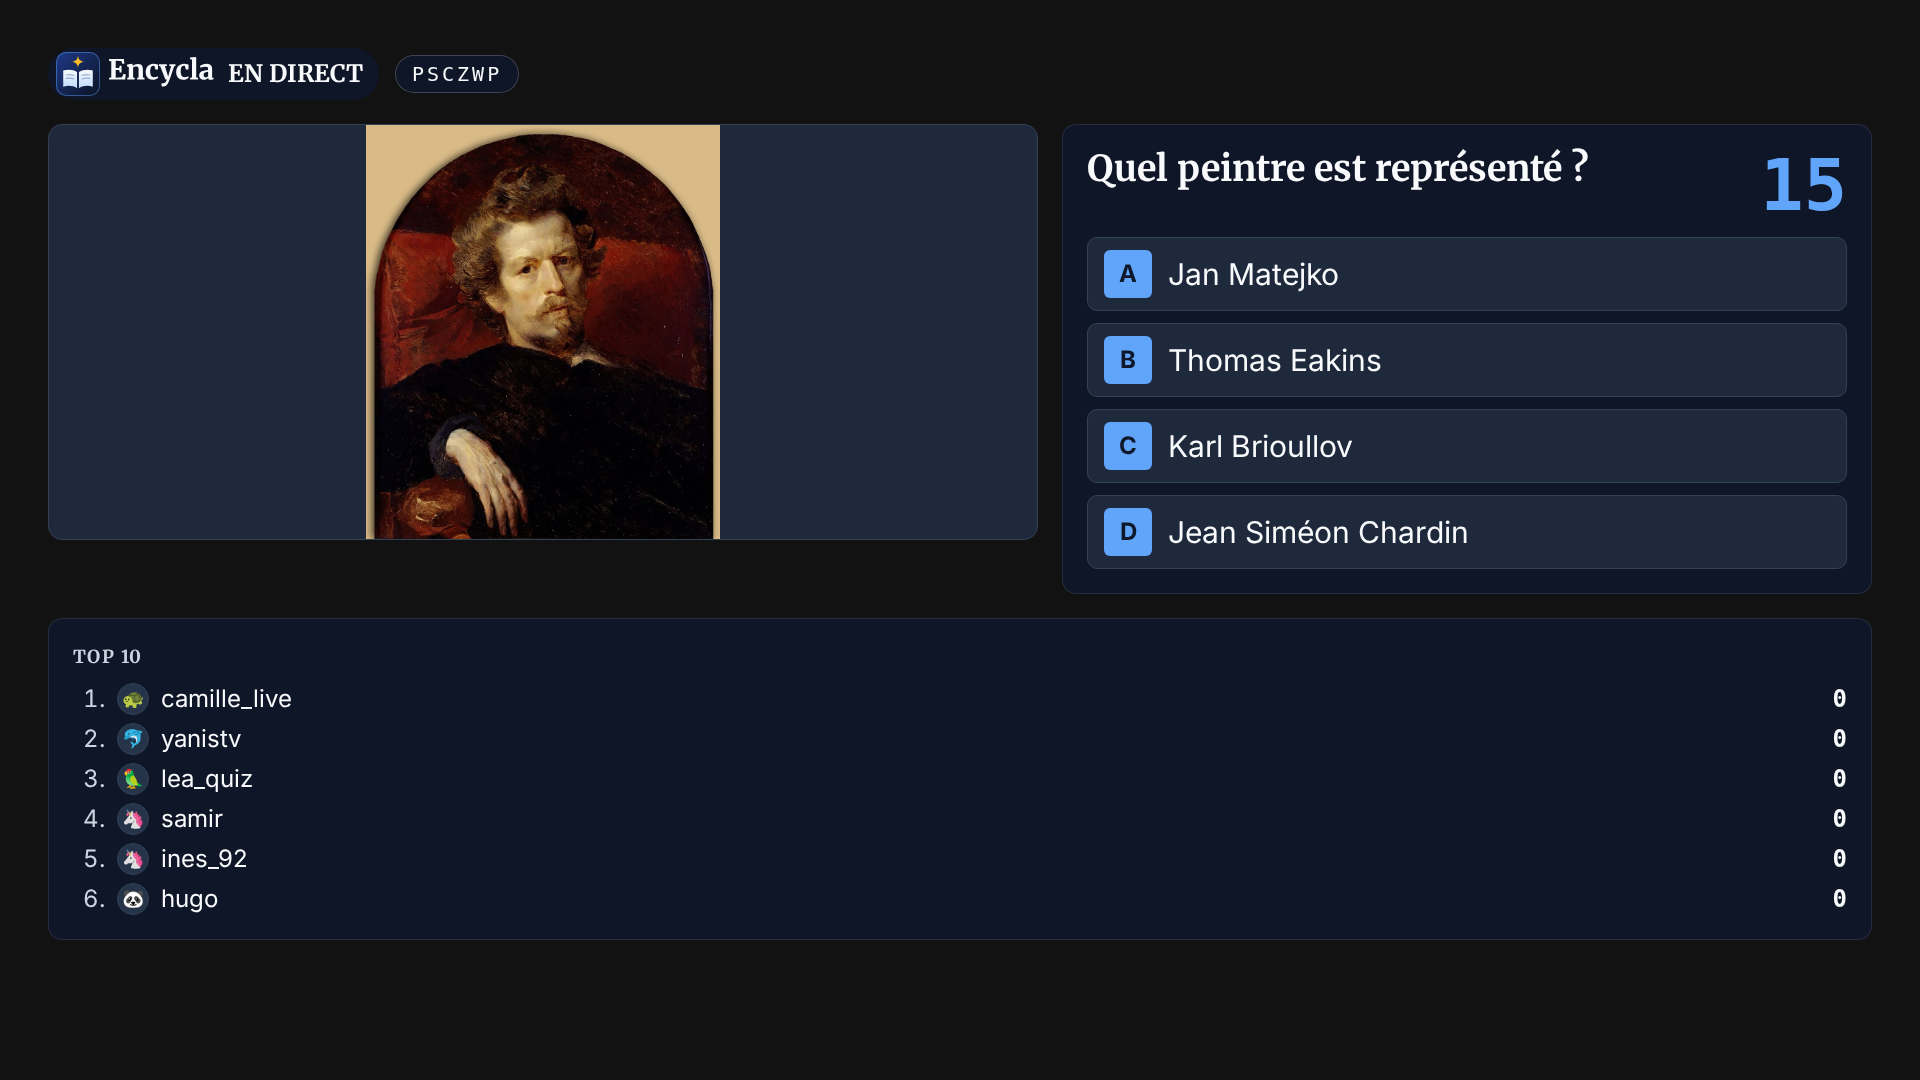 Encycla EN DIRECT PSCZWP
Quel peintre est représenté ?
15
A Jan Matejko
B Thomas Eakins
C Karl Brioullov
D Jean Siméon Chardin
TOP 10
1. camille_live 0
2. yanistv 0
3. lea_quiz 0
4. samir 0
5. ines_92 0
6. hugo 0